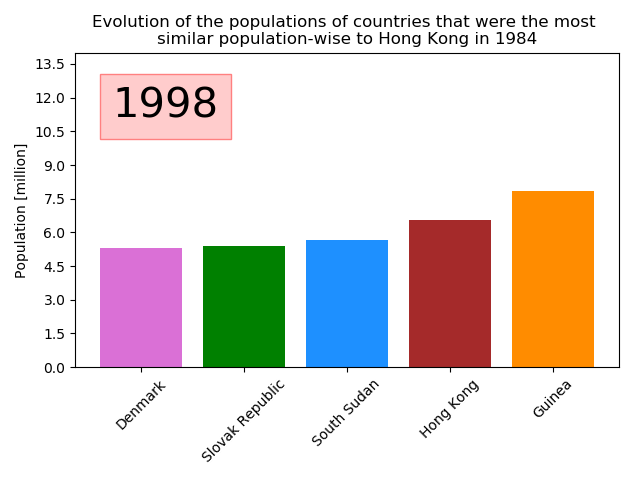 Evolution of the populations of countries that were the most
similar population-wise to Hong Kong in 1984
1998
Population [million]
13.5
12.0
10.5
9.0
7.5
6.0
4.5
3.0
1.5
0.0
Denmark
Slovak Republic
South Sudan
Hong Kong
Guinea